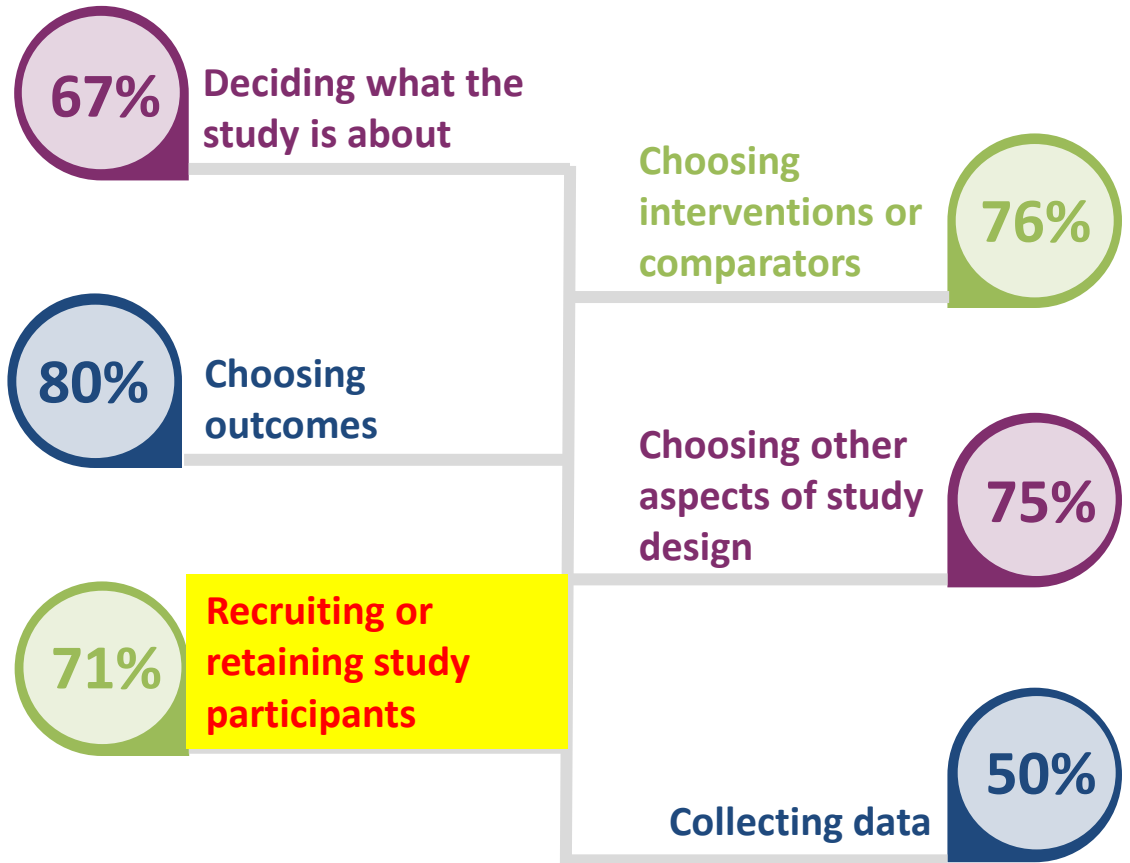 67%
Deciding what the
study is about
Choosing
interventions or
comparators
76%
80%
Choosing
outcomes
Choosing other
aspects of study
design
75%
71%
Recruiting or
retaining study
participants
Collecting data
50%